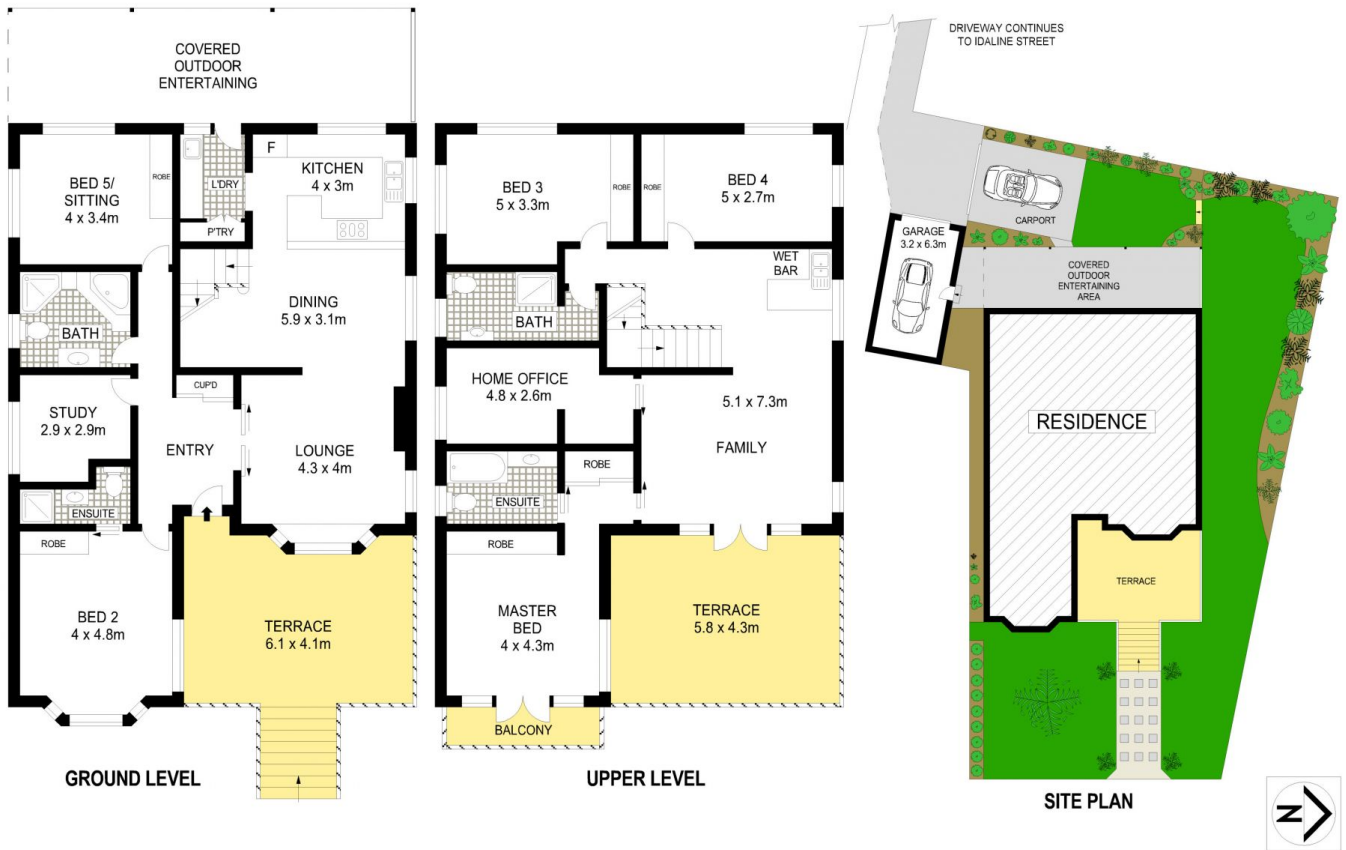 COVERED
OUTDOOR
ENTERTAINING
BED 5/
SITTING
4 x 3.4m
ROBE
L'DRY
P'TRY
F
KITCHEN
4 x 3m
DINING
5.9 x 3.1m
BATH
STUDY
2.9 x 2.9m
CUP'D
ENTRY
LOUNGE
4.3 x 4m
ENSUITE
ROBE
BED 2
4 x 4.8m
TERRACE
6.1 x 4.1m
GROUND LEVEL
BED 3
5 x 3.3m
ROBE
ROBE
BED 4
5 x 2.7m
WET
BAR
BATH
HOME OFFICE
4.8 x 2.6m
5.1 x 7.3m
FAMILY
ROBE
ENSUITE
ROBE
MASTER
BED
4 x 4.3m
TERRACE
5.8 x 4.3m
BALCONY
UPPER LEVEL
DRIVEWAY CONTINUES
TO IDALINE STREET
CARPORT
GARAGE
3.2 x 6.3m
COVERED
OUTDOOR
ENTERTAINING
AREA
RESIDENCE
TERRACE
SITE PLAN
N